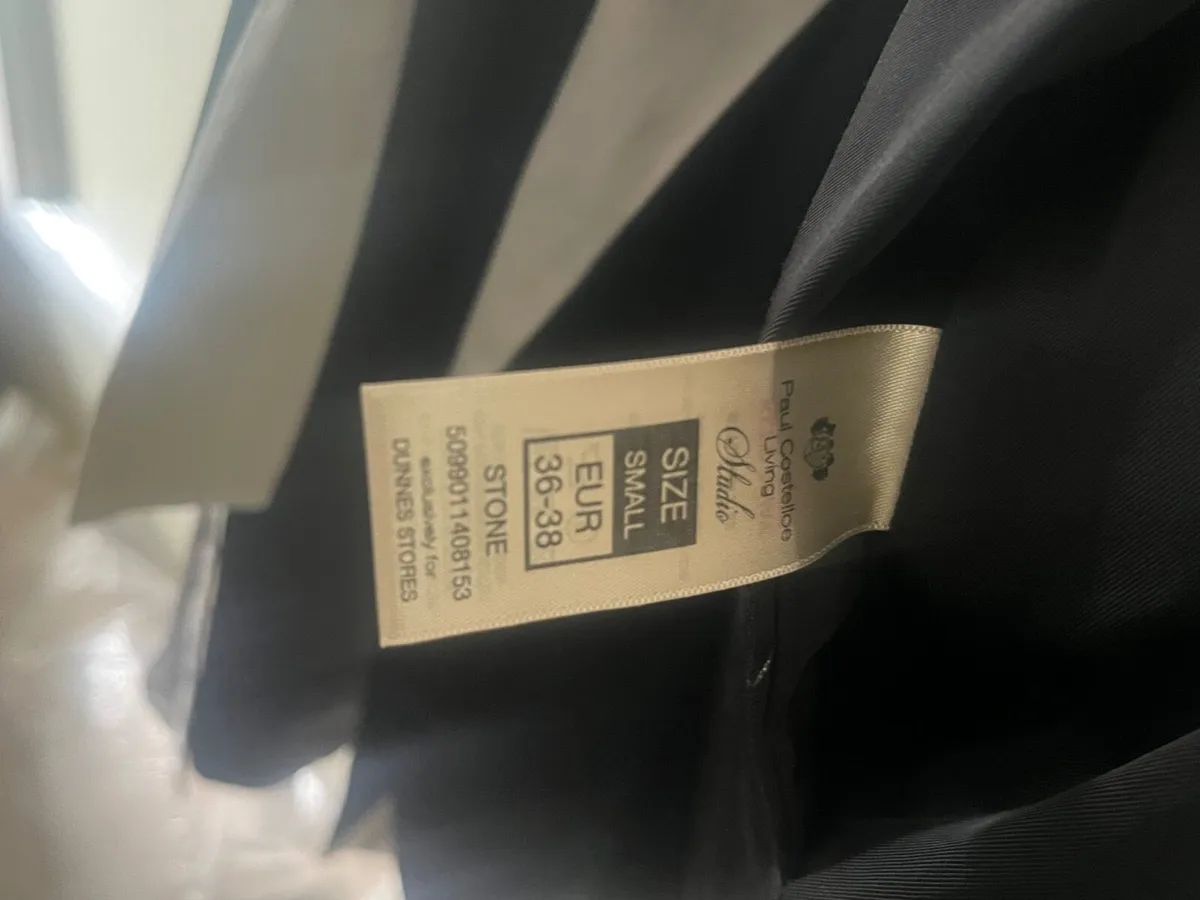 Paul Costelloe
Living
Studio
SIZE
SMALL
EUR
36-38
STONE
5099011408153
exclusively for
DUNNES STORES